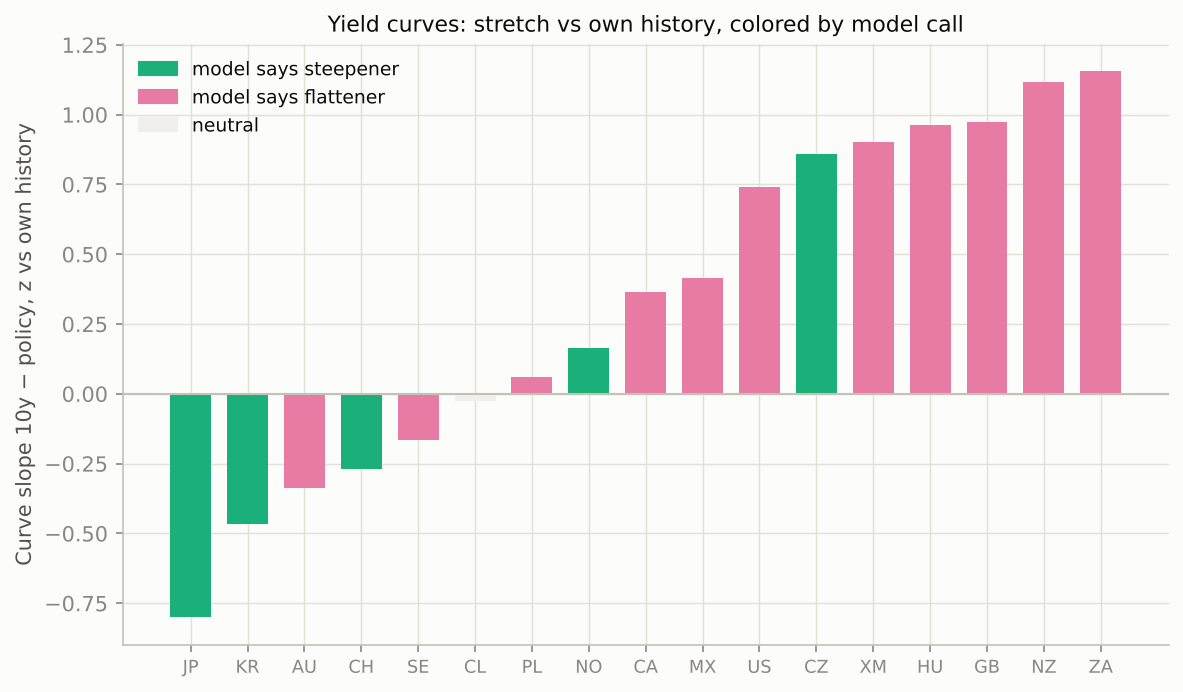 Yield curves: stretch vs own history, colored by model call
model says steepener
model says flattener
neutral
Curve slope 10y − policy, z vs own history
1.25
1.00
0.75
0.50
0.25
0.00
−0.25
−0.50
−0.75
JP KR AU CH SE CL PL NO CA MX US CZ XM HU GB NZ ZA